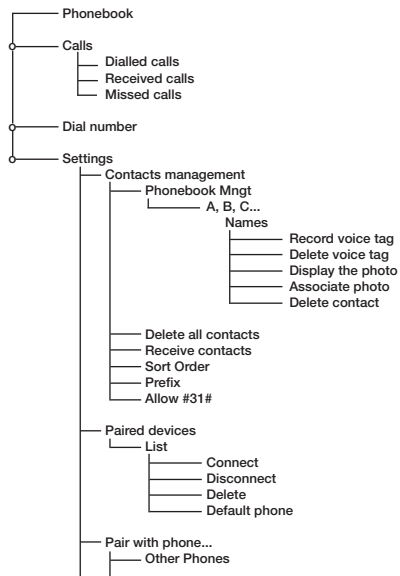 Phonebook
Calls
Dialled calls
Received calls
Missed calls
Dial number
Settings
Contacts management
Phonebook Mngt
A, B, C...
Names
Record voice tag
Delete voice tag
Display the photo
Associate photo
Delete contact
Delete all contacts
Receive contacts
Sort Order
Prefix
Allow #31#
Paired devices
List
Connect
Disconnect
Delete
Default phone
Pair with phone...
Other Phones